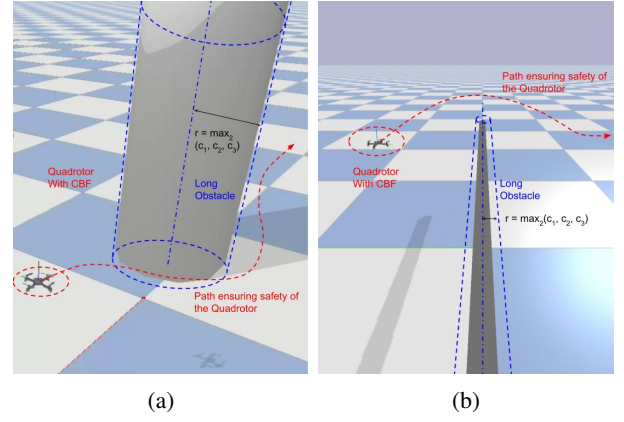 r = max₂
(c₁, c₂, c₃)
Quadrotor
With CBF
Long
Obstacle
Path ensuring safety of
the Quadrotor
(a)
Path ensuring safety of
the Quadrotor
Quadrotor
With CBF
Long
Obstacle
r = max₂(c₁, c₂, c₃)
(b)